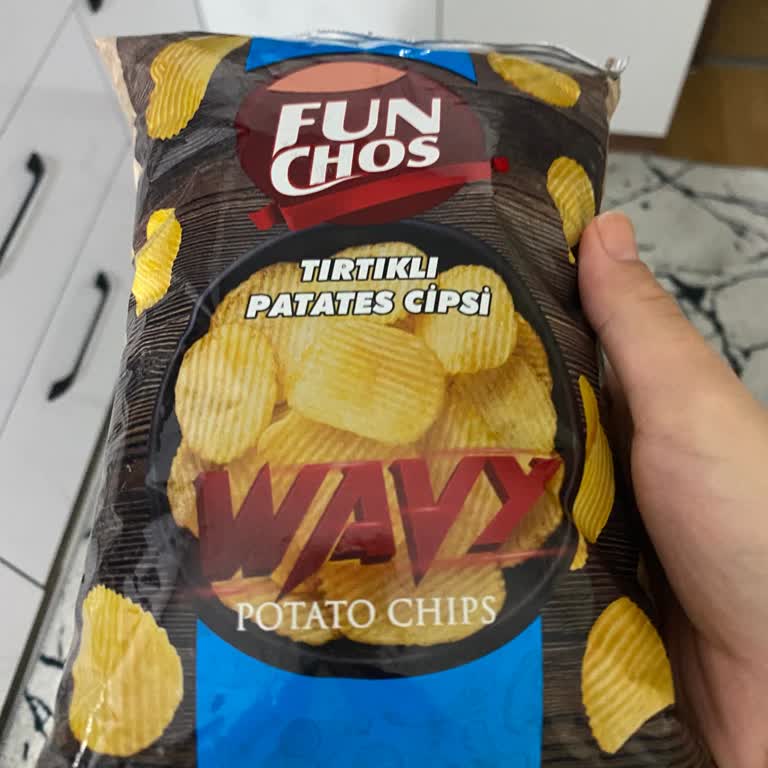 FUN
CHOS
TIRTIKLI
PATATES CİPSİ
WAVY
POTATO CHIPS